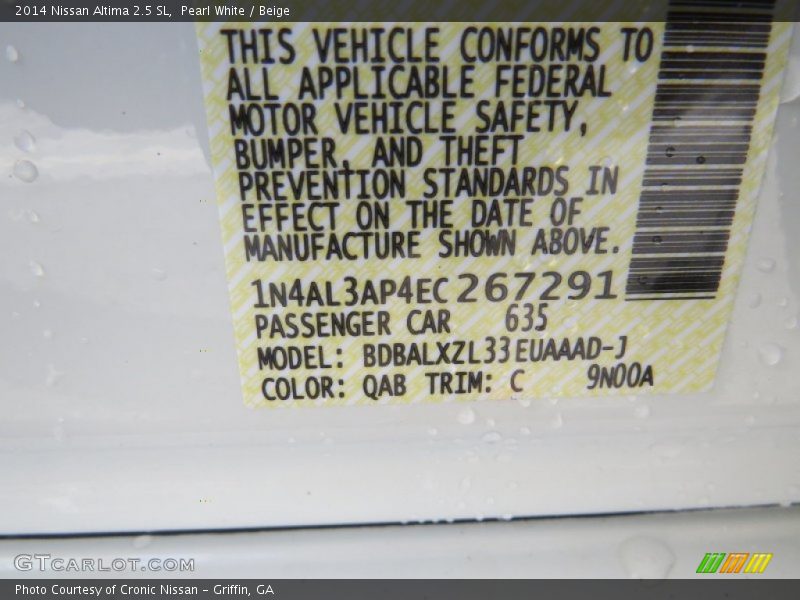 2014 Nissan Altima 2.5 SL,  Pearl White / Beige
THIS VEHICLE CONFORMS TO
ALL APPLICABLE FEDERAL
MOTOR VEHICLE SAFETY,
BUMPER, AND THEFT
PREVENTION STANDARDS IN
EFFECT ON THE DATE OF
MANUFACTURE SHOWN ABOVE.
1N4AL3AP4EC267291
PASSENGER CAR 635
MODEL: BDBALXZL33EUAAAD-J
COLOR: QAB TRIM: C 9N00A
GTCARLOT.COM
Photo Courtesy of Cronic Nissan - Griffin, GA